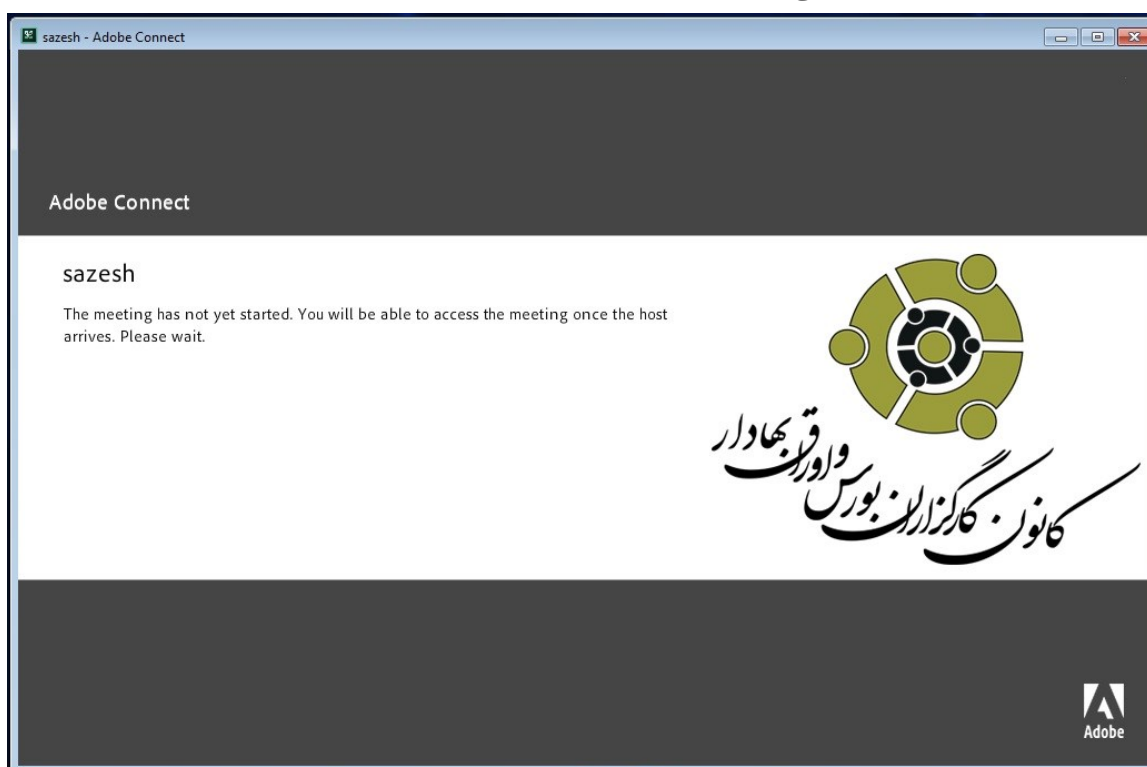 sazesh - Adobe Connect
Adobe Connect
sazesh
The meeting has not yet started. You will be able to access the meeting once the host
arrives. Please wait.
کانون کارگزاران بورس و اوراق بهادار
Adobe